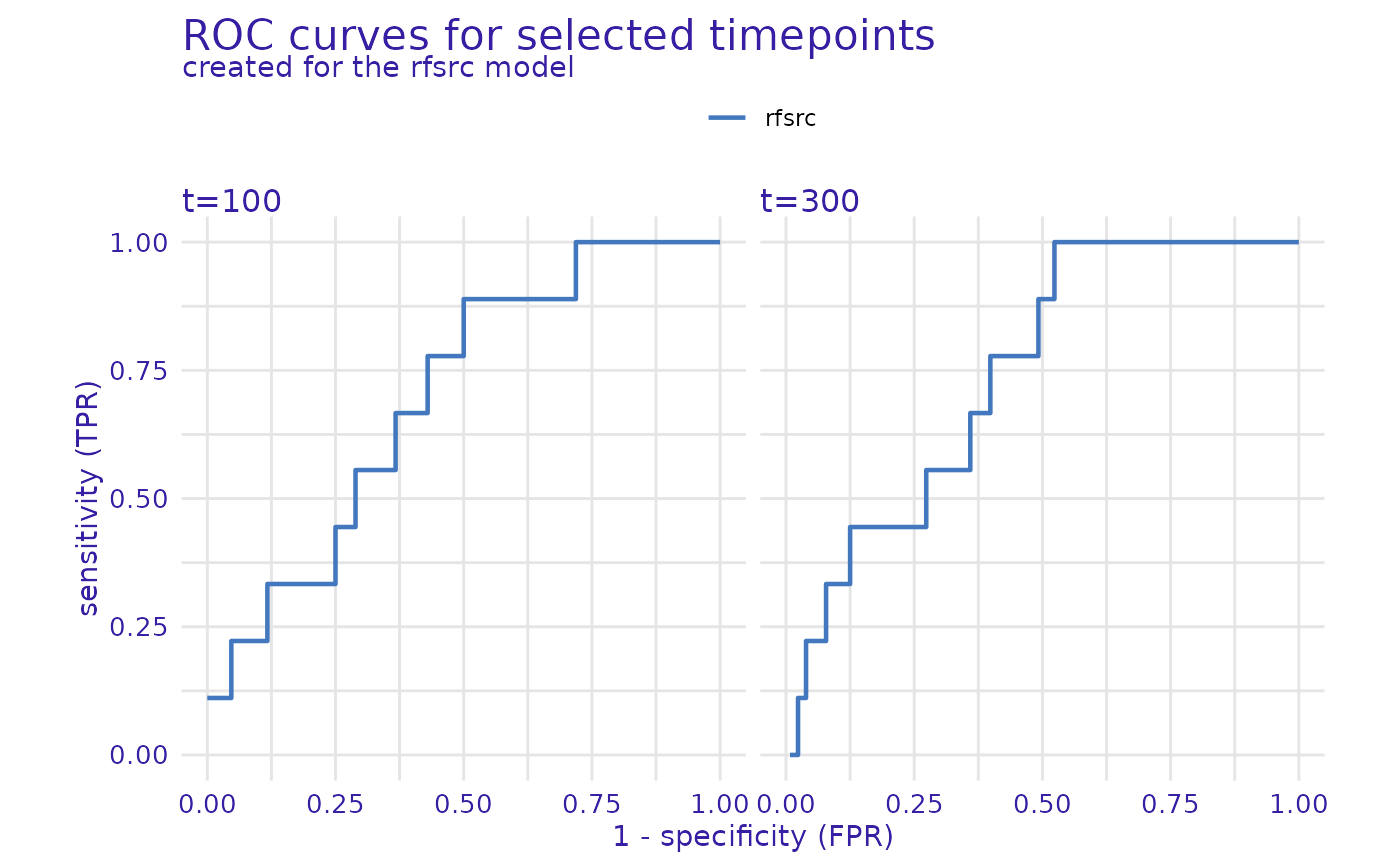 ROC curves for selected timepoints
created for the rfsrc model
rfsrc
t=100
t=300
1.00
0.75
0.50
0.25
0.00
sensitivity (TPR)
0.00 0.25 0.50 0.75 1.00 0.00 0.25 0.50 0.75 1.00
1 - specificity (FPR)